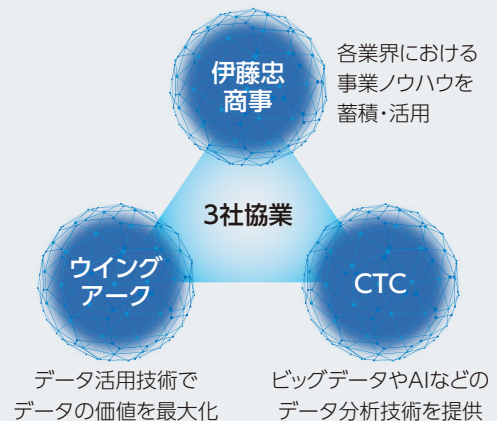 伊藤忠
商事
各業界における
事業ノウハウを
蓄積・活用
3社協業
ウイング
アーク
CTC
データ活用技術で
データの価値を最大化
ビッグデータやAIなどの
データ分析技術を提供